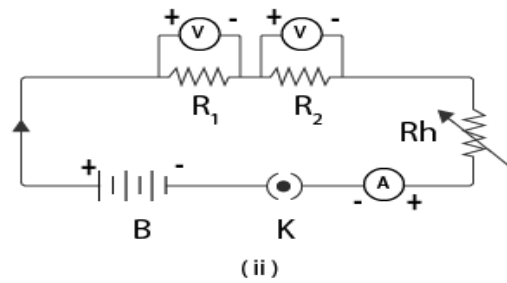 + V - + V -
R1 R2
Rh
+ - A
- +
B K
(ii)